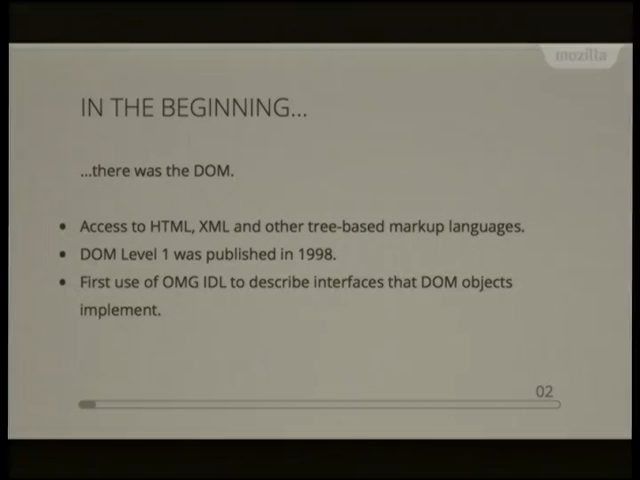 mozilla
IN THE BEGINNING...
...there was the DOM.
• Access to HTML, XML and other tree-based markup languages.
• DOM Level 1 was published in 1998.
• First use of OMG IDL to describe interfaces that DOM objects
implement.
02